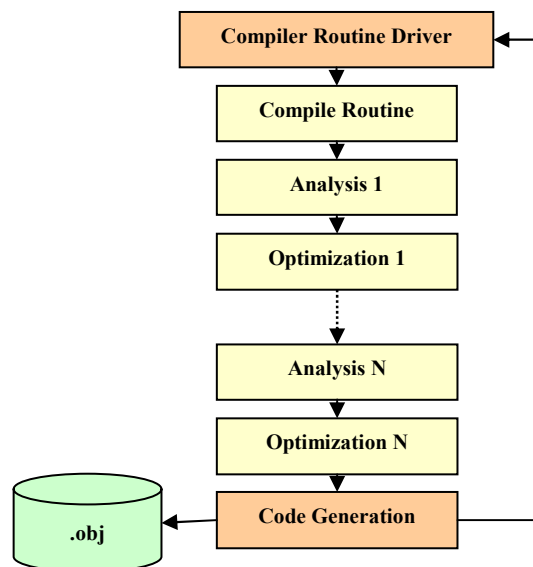 Compiler Routine Driver
Compile Routine
Analysis 1
Optimization 1
Analysis N
Optimization N
Code Generation
.obj